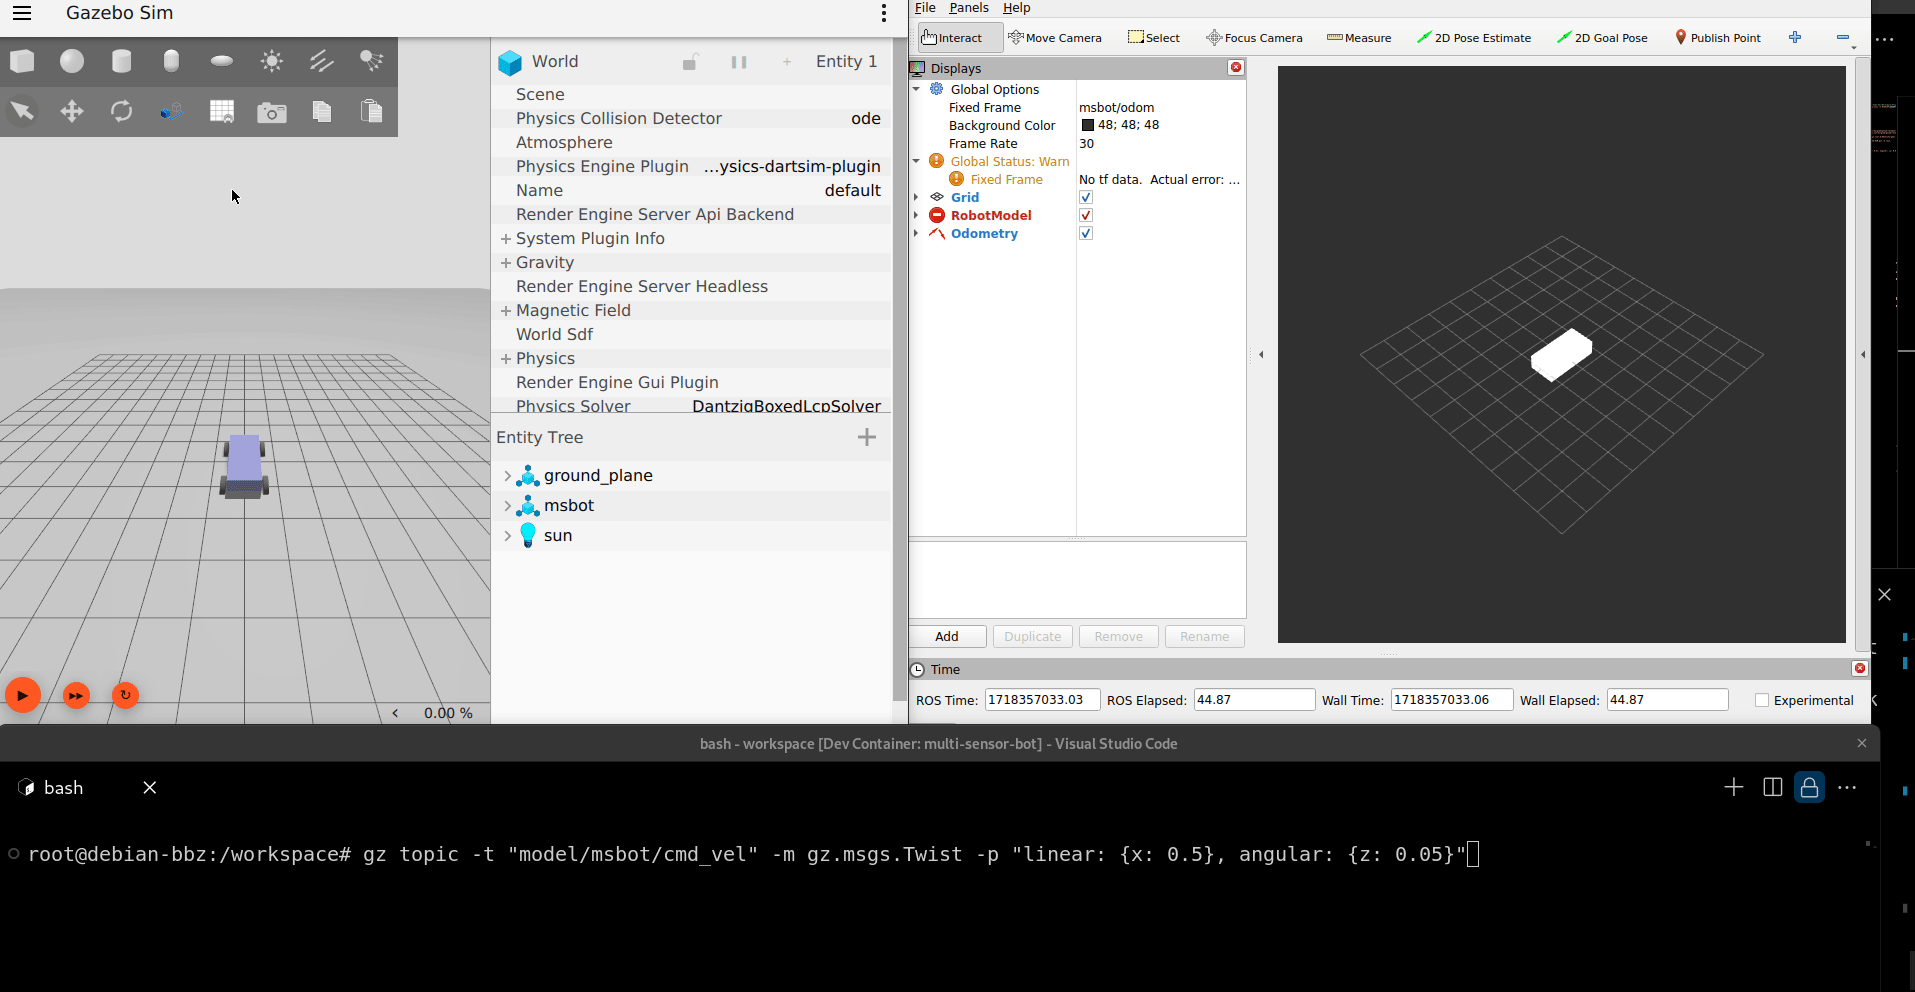 Gazebo Sim
World
Entity 1
Scene
Physics Collision Detector ode
Atmosphere
Physics Engine Plugin ...ysics-dartsim-plugin
Name default
Render Engine Server Api Backend
System Plugin Info
Gravity
Render Engine Server Headless
Magnetic Field
World Sdf
Physics
Render Engine Gui Plugin
Physics Solver DantzigBoxedLcpSolver
Entity Tree
ground_plane
msbot
sun
0.00 %
File Panels Help
Interact Move Camera Select Focus Camera Measure 2D Pose Estimate 2D Goal Pose Publish Point
Displays
Global Options
Fixed Frame msbot/odom
Background Color 48; 48; 48
Frame Rate 30
Global Status: Warn
Fixed Frame No tf data. Actual error: ...
Grid
RobotModel
Odometry
Add Duplicate Remove Rename
Time
ROS Time: 1718357033.03 ROS Elapsed: 44.87 Wall Time: 1718357033.06 Wall Elapsed: 44.87 Experimental
bash - workspace [Dev Container: multi-sensor-bot] - Visual Studio Code
bash
root@debian-bbz:/workspace# gz topic -t "model/msbot/cmd_vel" -m gz.msgs.Twist -p "linear: {x: 0.5}, angular: {z: 0.05}"